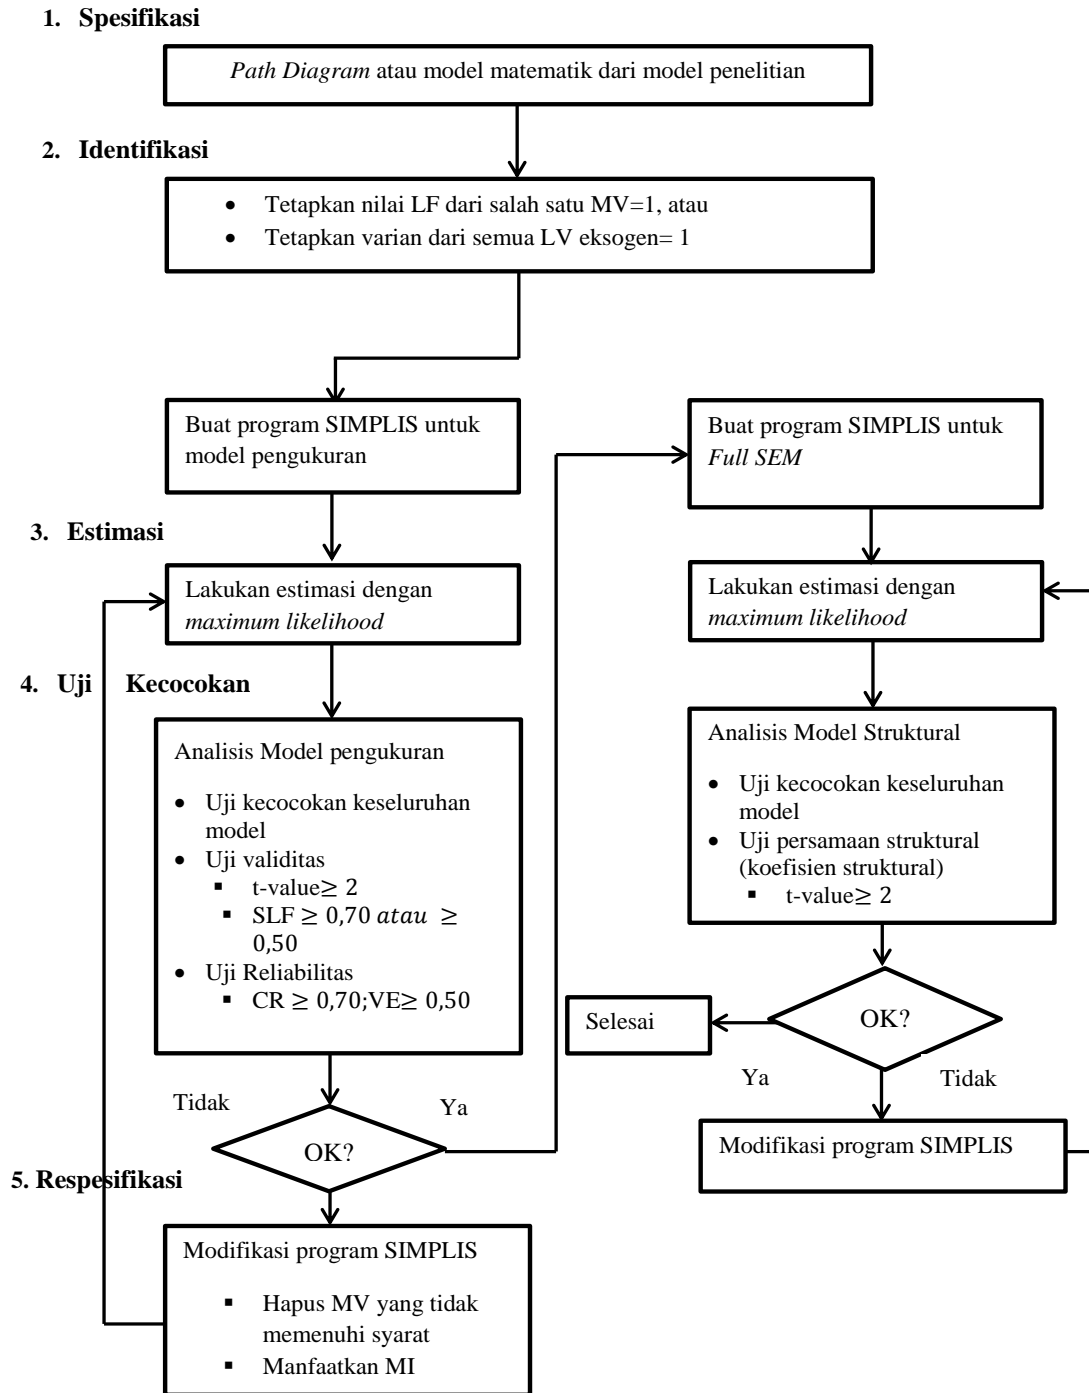 1. Spesifikasi
Path Diagram atau model matematik dari model penelitian
2. Identifikasi
• Tetapkan nilai LF dari salah satu MV=1, atau
• Tetapkan varian dari semua LV eksogen= 1
Buat program SIMPLIS untuk
model pengukuran
3. Estimasi
Lakukan estimasi dengan
maximum likelihood
4. Uji Kecocokan
Analisis Model pengukuran
• Uji kecocokan keseluruhan
model
• Uji validitas
▪ t-value≥ 2
▪ SLF ≥ 0,70 atau ≥
0,50
• Uji Reliabilitas
▪ CR ≥ 0,70;VE≥ 0,50
Tidak
Ya
OK?
5. Respesifikasi
Modifikasi program SIMPLIS
▪ Hapus MV yang tidak
memenuhi syarat
▪ Manfaatkan MI
Buat program SIMPLIS untuk
Full SEM
Lakukan estimasi dengan
maximum likelihood
Analisis Model Struktural
• Uji kecocokan keseluruhan
model
• Uji persamaan struktural
(koefisien struktural)
▪ t-value≥ 2
Selesai
OK?
Ya
Tidak
Modifikasi program SIMPLIS